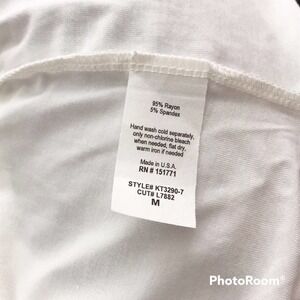 95% Rayon
5% Spandex
Hand wash cold separately,
only non-chlorine bleach
when needed, flat dry,
warm iron if needed
Made in U.S.A.
RN # 151771
STYLE# KT3290-7
CUT# L7882
M
PhotoRoom